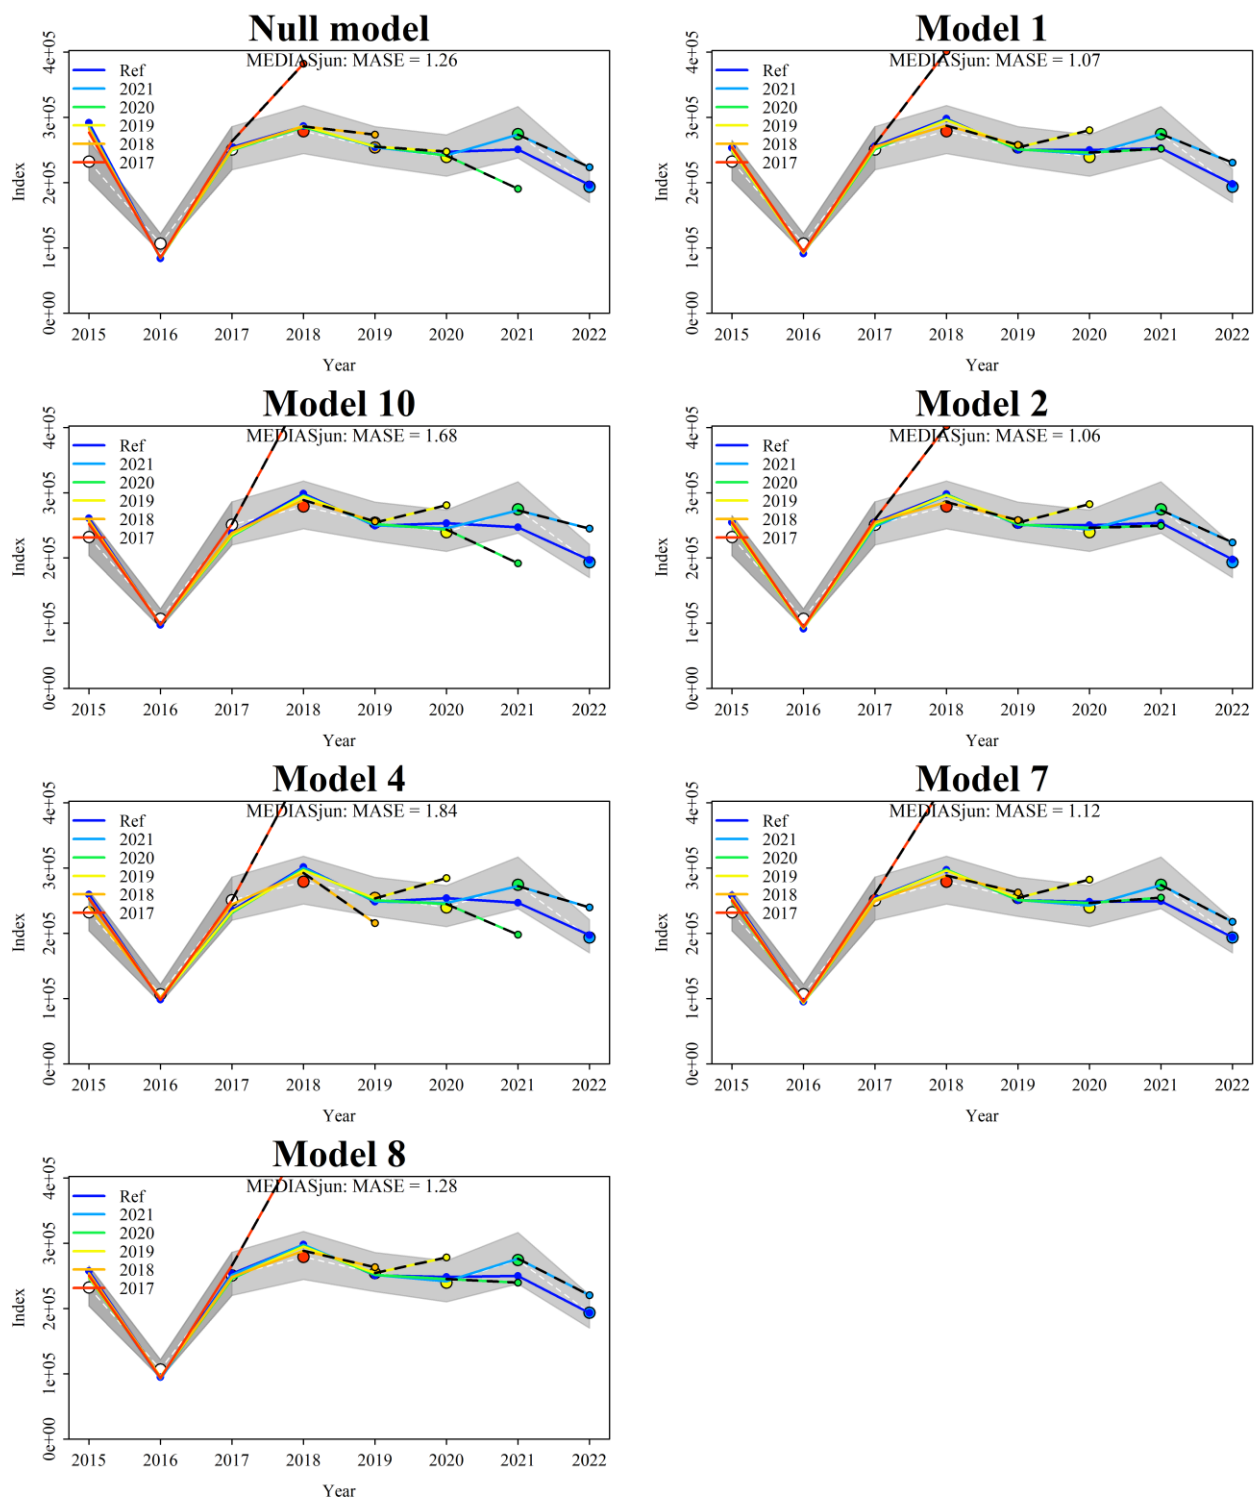 Null model
MEDIASjun: MASE = 1.26
Ref
2021
2020
2019
2018
2017
Index
0e+00 1e+05 2e+05 3e+05 4e+05
2015 2016 2017 2018 2019 2020 2021 2022
Year
Model 1
MEDIASjun: MASE = 1.07
Ref
2021
2020
2019
2018
2017
Index
0e+00 1e+05 2e+05 3e+05 4e+05
2015 2016 2017 2018 2019 2020 2021 2022
Year
Model 10
MEDIASjun: MASE = 1.68
Ref
2021
2020
2019
2018
2017
Index
0e+00 1e+05 2e+05 3e+05 4e+05
2015 2016 2017 2018 2019 2020 2021 2022
Year
Model 2
MEDIASjun: MASE = 1.06
Ref
2021
2020
2019
2018
2017
Index
0e+00 1e+05 2e+05 3e+05 4e+05
2015 2016 2017 2018 2019 2020 2021 2022
Year
Model 4
MEDIASjun: MASE = 1.84
Ref
2021
2020
2019
2018
2017
Index
0e+00 1e+05 2e+05 3e+05 4e+05
2015 2016 2017 2018 2019 2020 2021 2022
Year
Model 7
MEDIASjun: MASE = 1.12
Ref
2021
2020
2019
2018
2017
Index
0e+00 1e+05 2e+05 3e+05 4e+05
2015 2016 2017 2018 2019 2020 2021 2022
Year
Model 8
MEDIASjun: MASE = 1.28
Ref
2021
2020
2019
2018
2017
Index
0e+00 1e+05 2e+05 3e+05 4e+05
2015 2016 2017 2018 2019 2020 2021 2022
Year